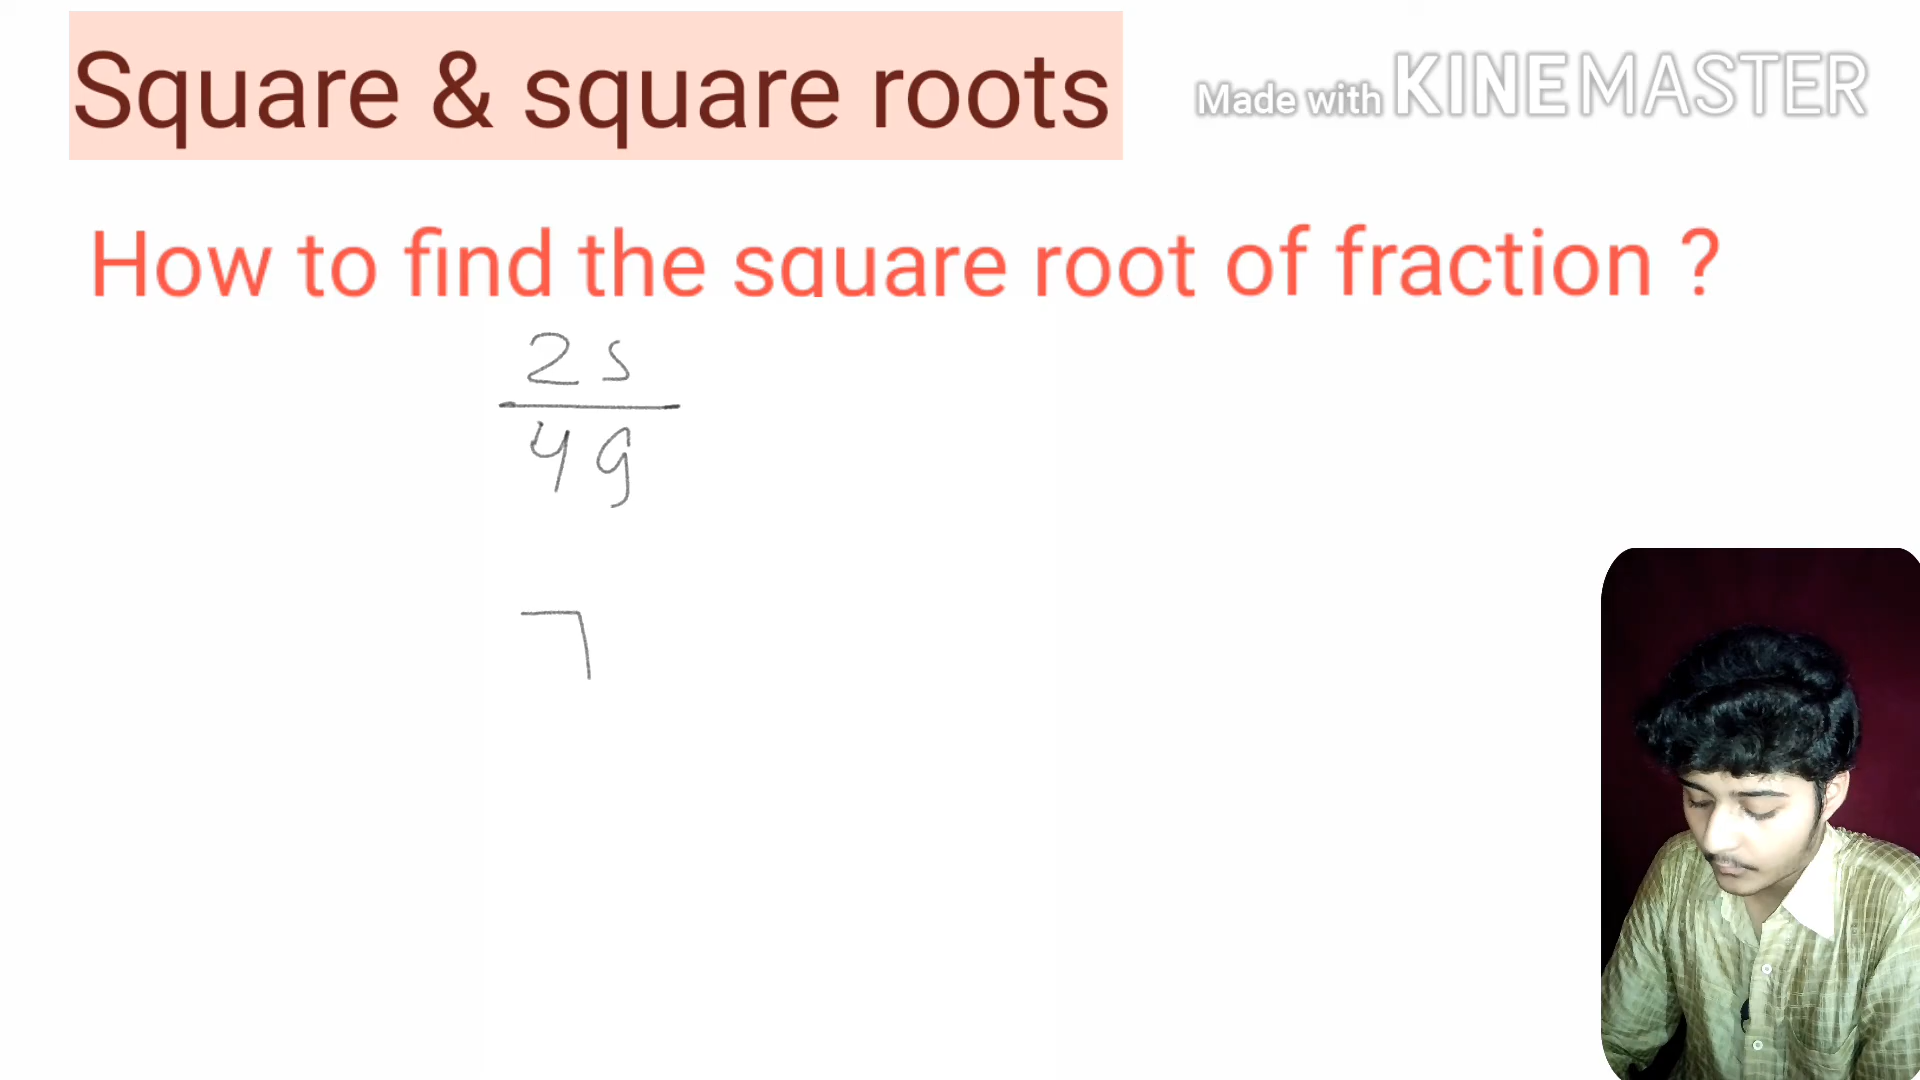 Square & square roots
Made with KINEMASTER
How to find the square root of fraction ?
25
49
7